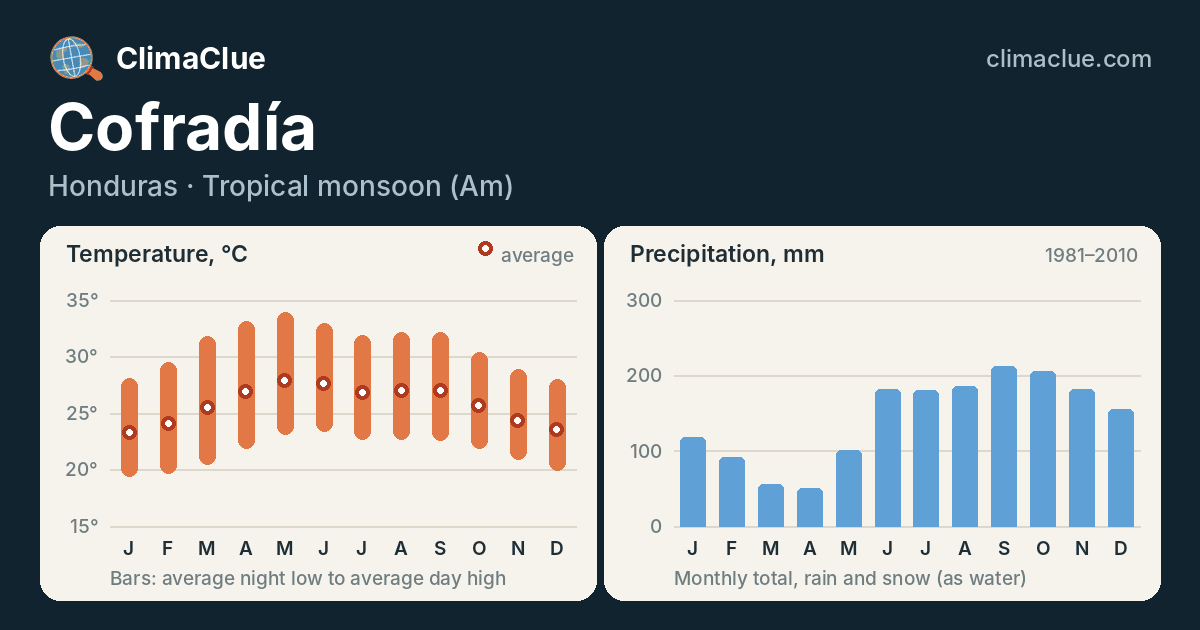 ClimaClue
climaclue.com
Cofradía
Honduras · Tropical monsoon (Am)
Temperature, °C
average
35°
30°
25°
20°
15°
J F M A M J J A S O N D
Bars: average night low to average day high
Precipitation, mm
1981–2010
300
200
100
0
J F M A M J J A S O N D
Monthly total, rain and snow (as water)